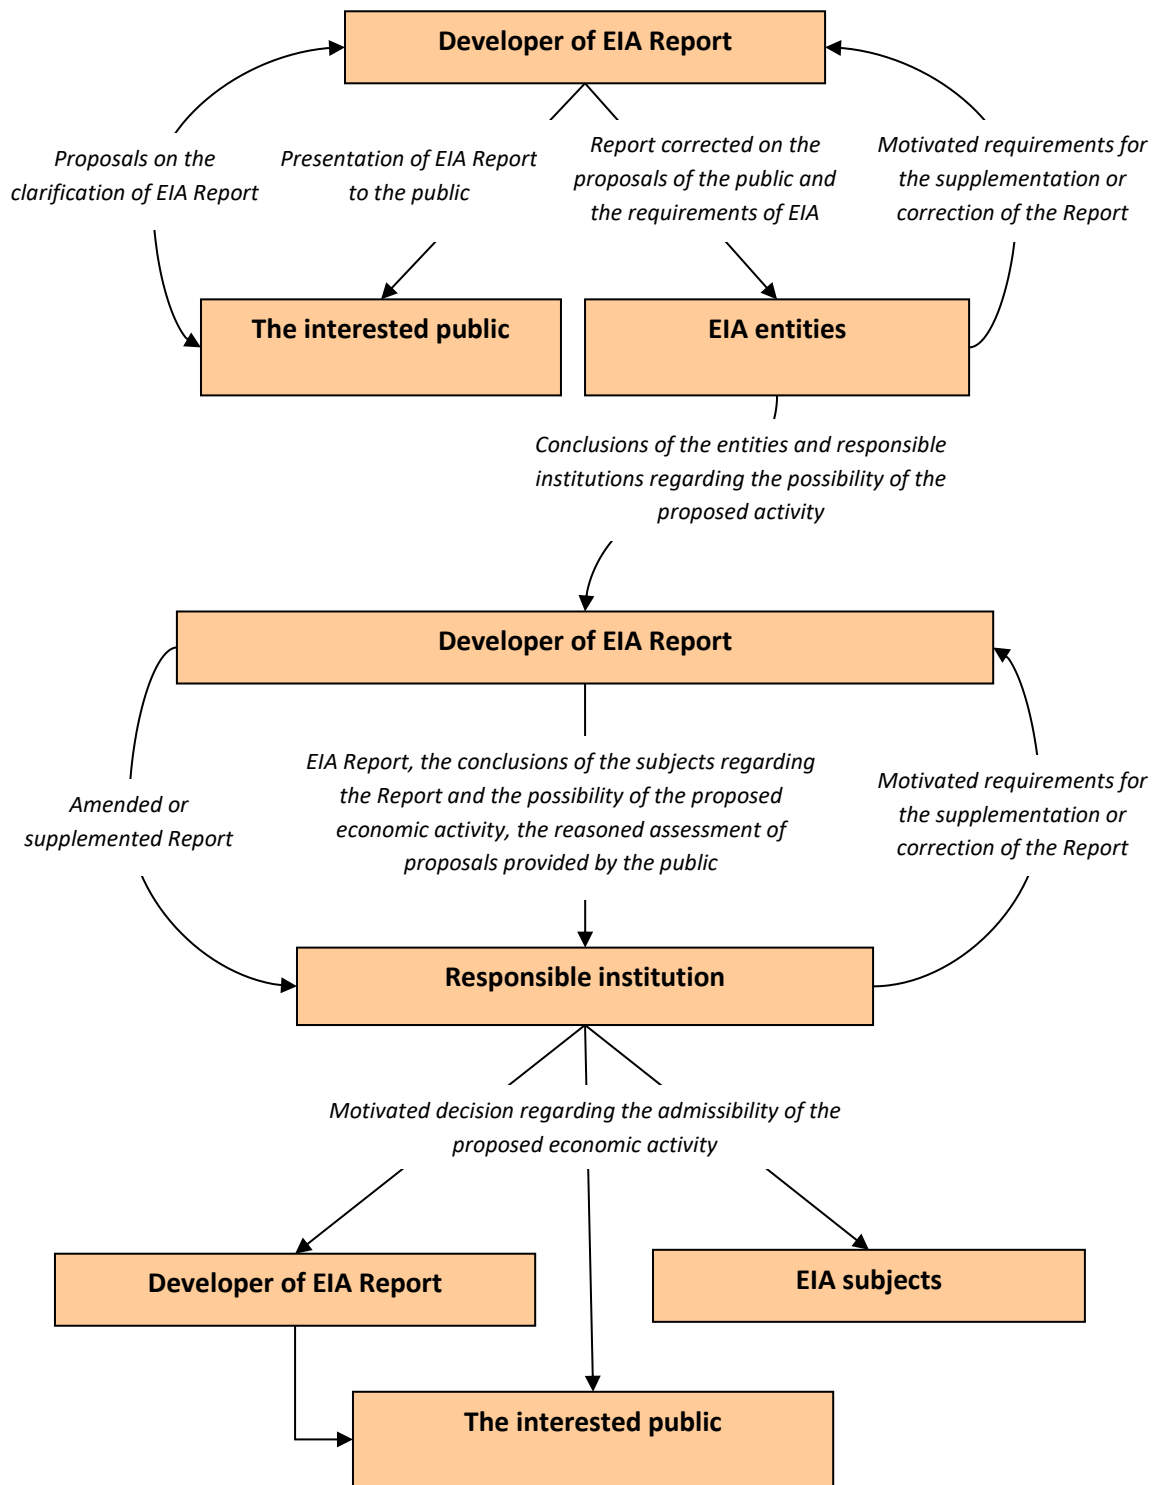 Developer of EIA Report
Proposals on the
clarification of EIA Report
Presentation of EIA Report
to the public
Report corrected on the
proposals of the public and
the requirements of EIA
Motivated requirements for
the supplementation or
correction of the Report
The interested public
EIA entities
Conclusions of the entities and responsible
institutions regarding the possibility of the
proposed activity
Developer of EIA Report
Amended or
supplemented Report
EIA Report, the conclusions of the subjects regarding
the Report and the possibility of the proposed
economic activity, the reasoned assessment of
proposals provided by the public
Motivated requirements for
the supplementation or
correction of the Report
Responsible institution
Motivated decision regarding the admissibility of the
proposed economic activity
Developer of EIA Report
EIA subjects
The interested public